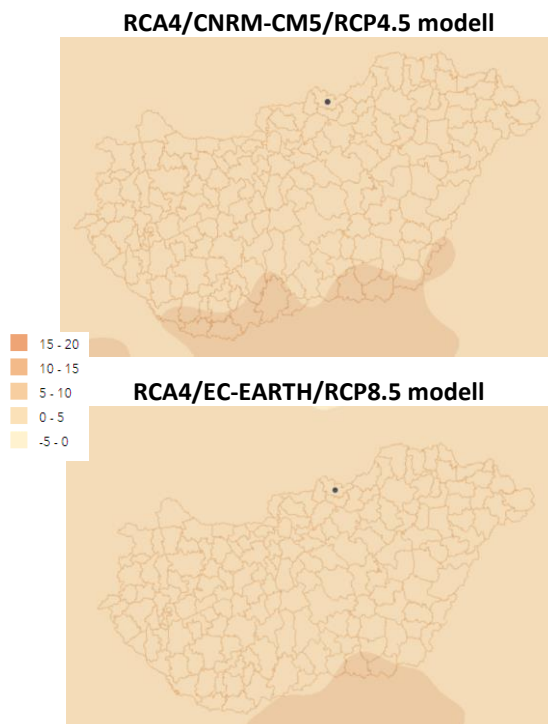 RCA4/CNRM-CM5/RCP4.5 modell
15 - 20
10 - 15
5 - 10
0 - 5
-5 - 0
RCA4/EC-EARTH/RCP8.5 modell